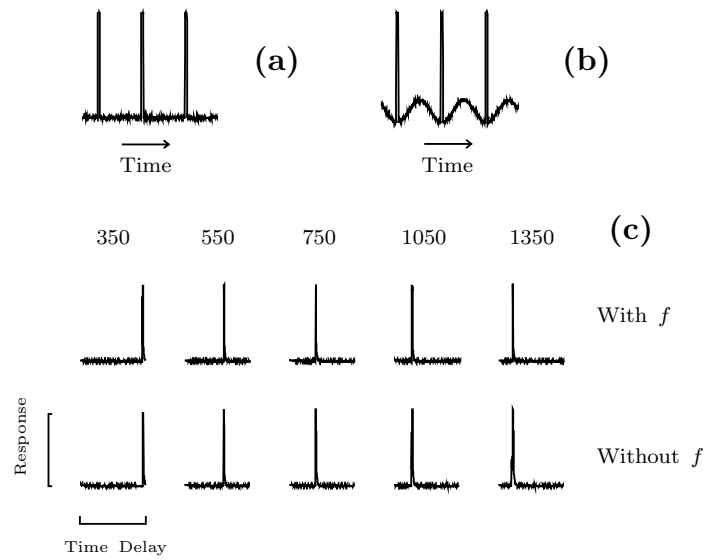 (a)
(b)
Time
Time
(c)
350 550 750 1050 1350
With f
Response
Without f
Time Delay